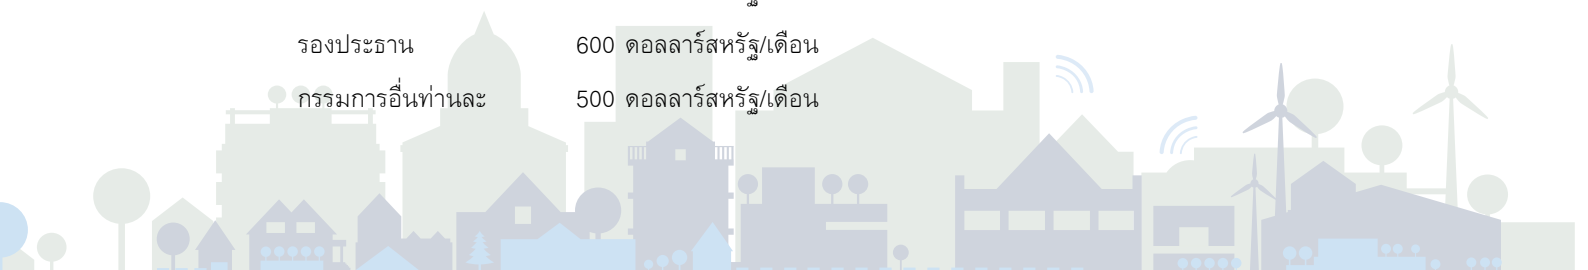 รองประธาน 600 ดอลลาร์สหรัฐ/เดือน
กรรมการอื่นท่านละ 500 ดอลลาร์สหรัฐ/เดือน